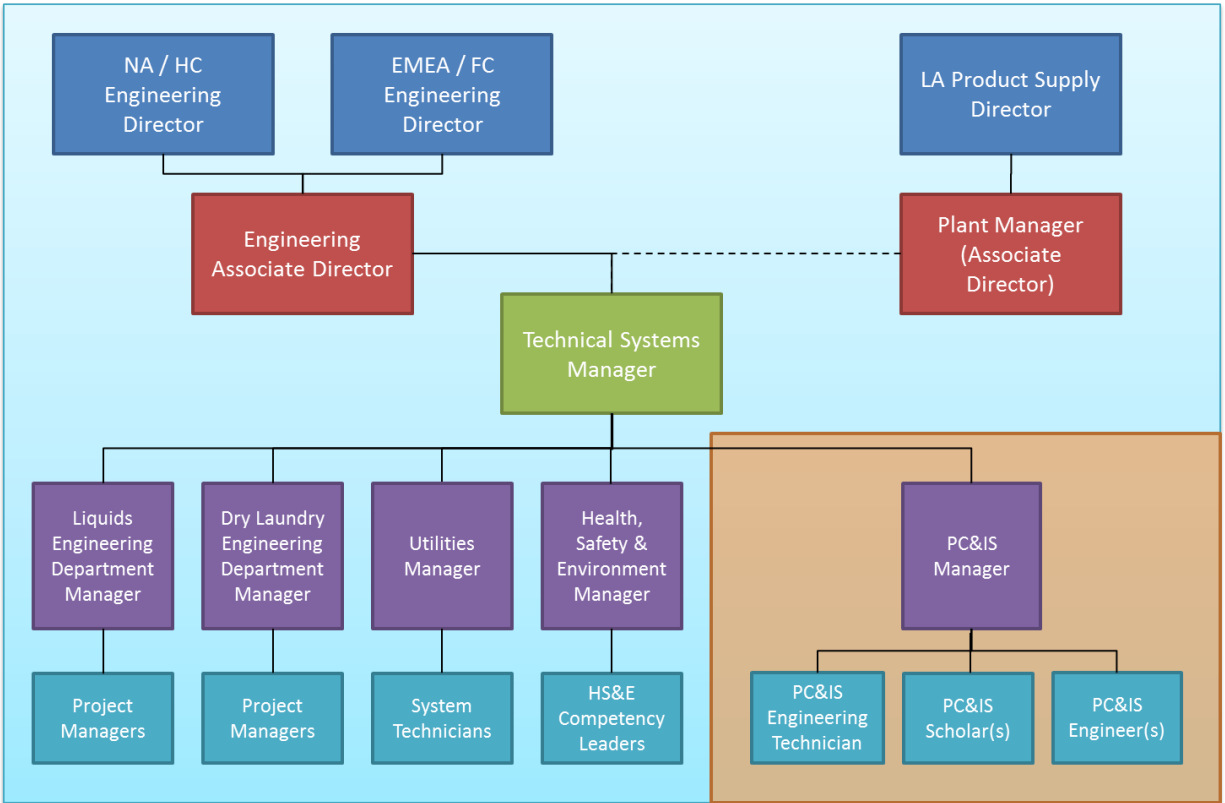 NA / HC
Engineering
Director
EMEA / FC
Engineering
Director
LA Product Supply
Director
Engineering
Associate Director
Plant Manager
(Associate
Director)
Technical Systems
Manager
Liquids
Engineering
Department
Manager
Dry Laundry
Engineering
Department
Manager
Utilities
Manager
Health,
Safety &
Environment
Manager
PC&IS
Manager
Project
Managers
Project
Managers
System
Technicians
HS&E
Competency
Leaders
PC&IS
Engineering
Technician
PC&IS
Scholar(s)
PC&IS
Engineer(s)